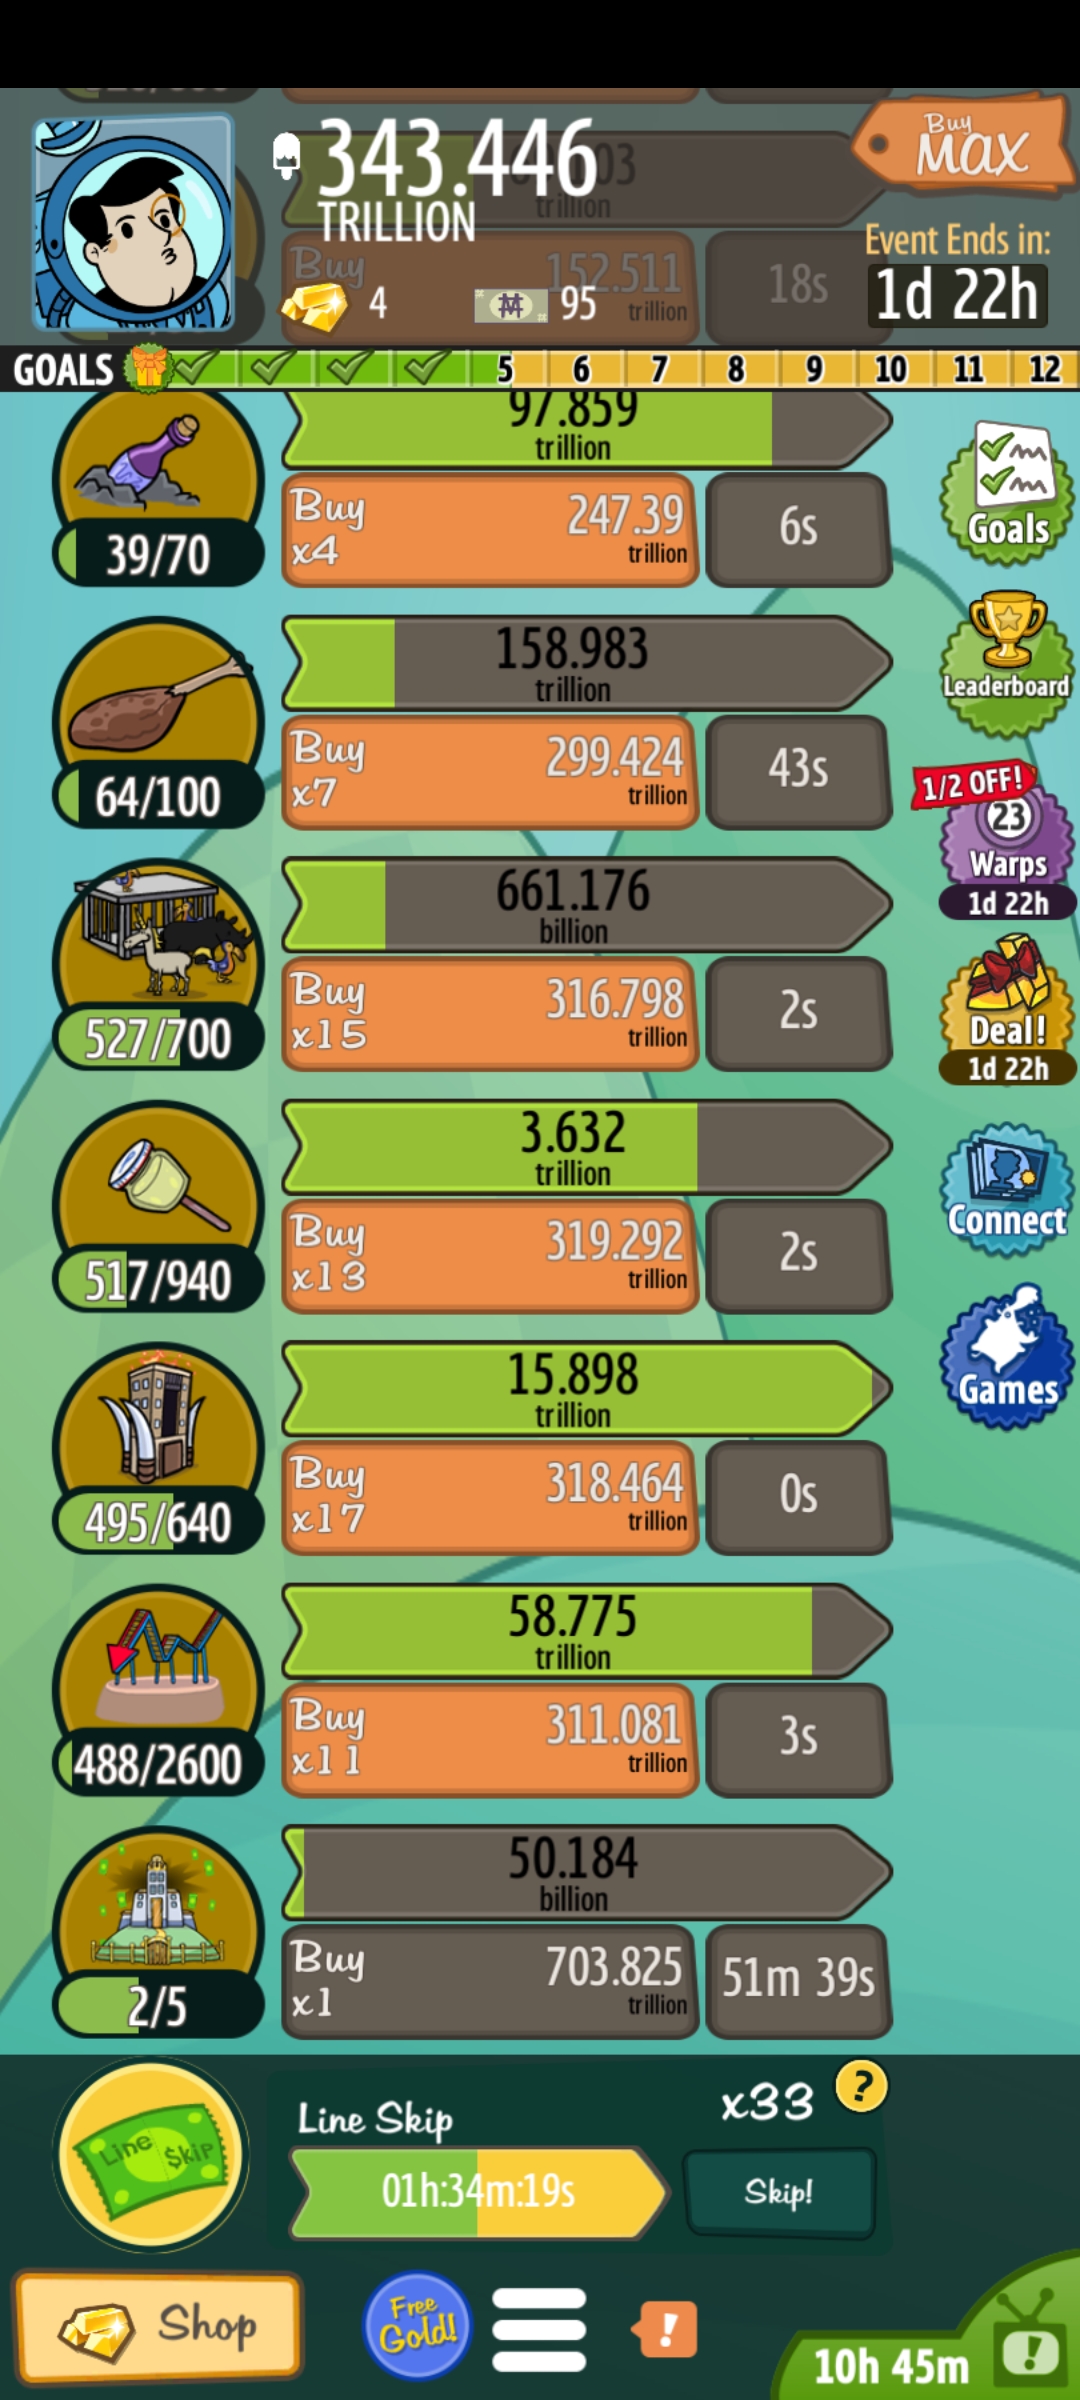 343.446
TRILLION
Buy
MAX
trillion
Buy
152.511
trillion
18s
4
95
Event Ends in:
1d 22h
GOALS
5
6
7
8
9
10
11
12
97.859
trillion
39/70
Buy
x4
247.39
trillion
6s
Goals
158.983
trillion
64/100
Buy
x7
299.424
trillion
43s
Leaderboard
1/2 OFF!
23
Warps
1d 22h
661.176
billion
527/700
Buy
x15
316.798
trillion
2s
Deal!
1d 22h
3.632
trillion
517/940
Buy
x13
319.292
trillion
2s
Connect
15.898
trillion
495/640
Buy
x17
318.464
trillion
0s
Games
58.775
trillion
488/2600
Buy
x11
311.081
trillion
3s
50.184
billion
2/5
Buy
x1
703.825
trillion
51m 39s
Line $kip
Line Skip
x33
?
01h:34m:19s
Skip!
Shop
Free
Gold!
!
10h 45m
!